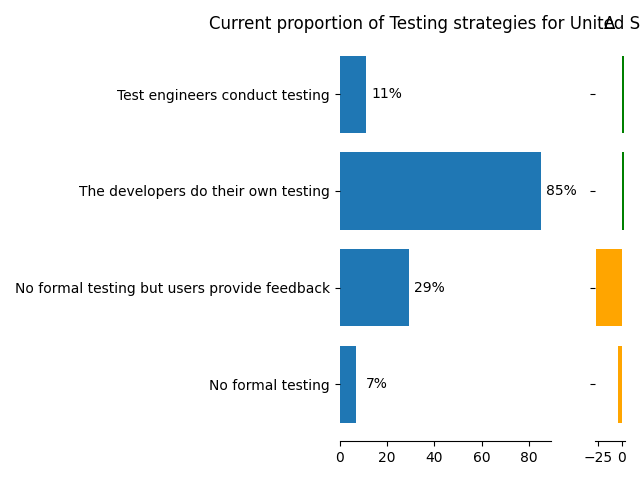 Current proportion of Testing strategies for United S
Δ
Test engineers conduct testing
11%
The developers do their own testing
85%
No formal testing but users provide feedback
29%
No formal testing
7%
0 20 40 60 80
−25 0